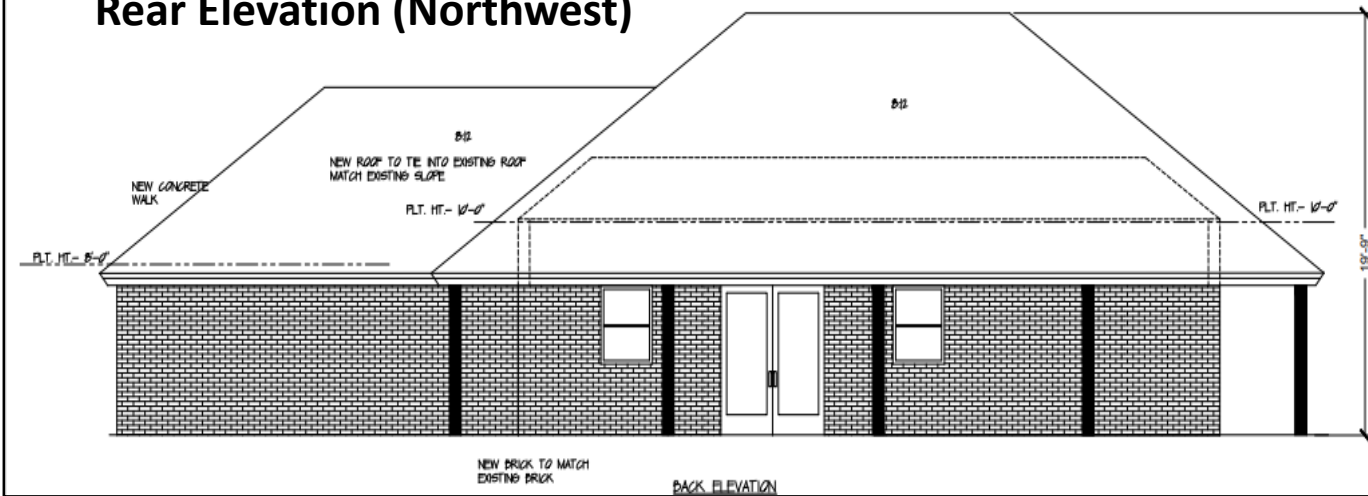 Rear Elevation (Northwest)
8:12
8:12
NEW ROOF TO TIE INTO EXISTING ROOF
MATCH EXISTING SLOPE
NEW CONCRETE
WALK
PLT. HT.- 10'-0"
PLT. HT.- 10'-0"
PLT. HT.- 8'-0"
19'-9"
NEW BRICK TO MATCH
EXISTING BRICK
BACK ELEVATION